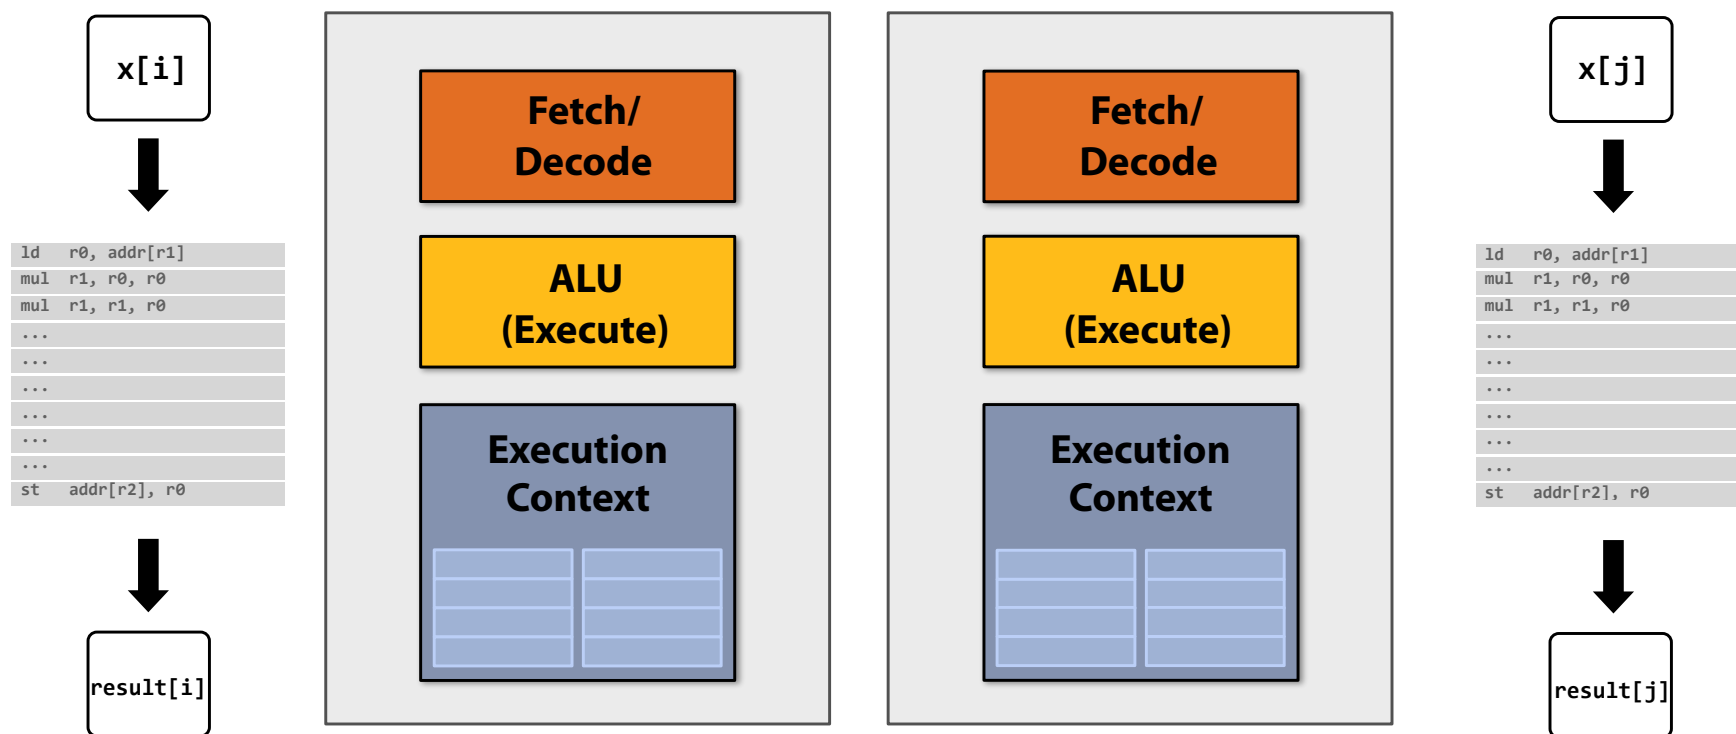 x[i]
ld r0, addr[r1]
mul r1, r0, r0
mul r1, r1, r0
...
...
...
...
...
...
st addr[r2], r0
result[i]
Fetch/
Decode
ALU
(Execute)
Execution
Context
Fetch/
Decode
ALU
(Execute)
Execution
Context
x[j]
ld r0, addr[r1]
mul r1, r0, r0
mul r1, r1, r0
...
...
...
...
...
...
st addr[r2], r0
result[j]